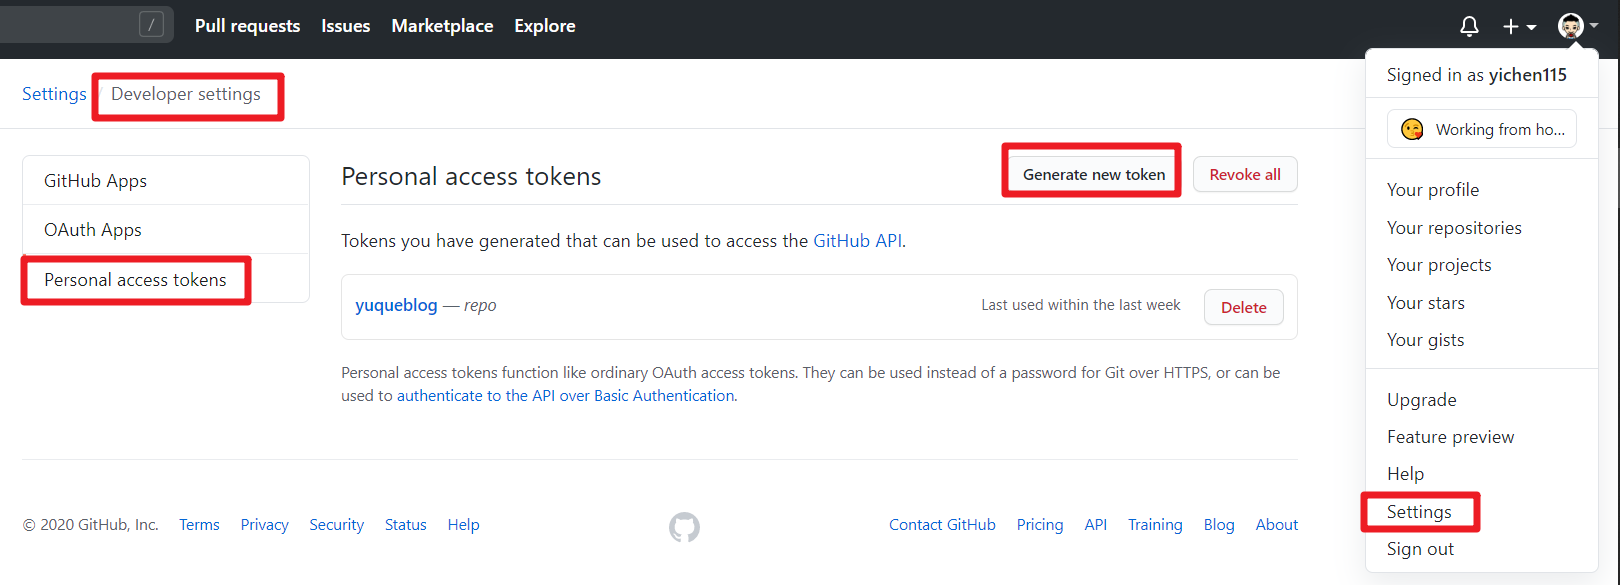 / Pull requests Issues Marketplace Explore
Signed in as yichen115
Working from ho...
Your profile
Your repositories
Your projects
Your stars
Your gists
Upgrade
Feature preview
Help
Settings
Sign out
Settings / Developer settings
GitHub Apps
OAuth Apps
Personal access tokens
Personal access tokens
Generate new token
Revoke all
Tokens you have generated that can be used to access the GitHub API.
yuqueblog — repo
Last used within the last week
Delete
Personal access tokens function like ordinary OAuth access tokens. They can be used instead of a password for Git over HTTPS, or can be
used to authenticate to the API over Basic Authentication.
© 2020 GitHub, Inc. Terms Privacy Security Status Help
Contact GitHub Pricing API Training Blog About